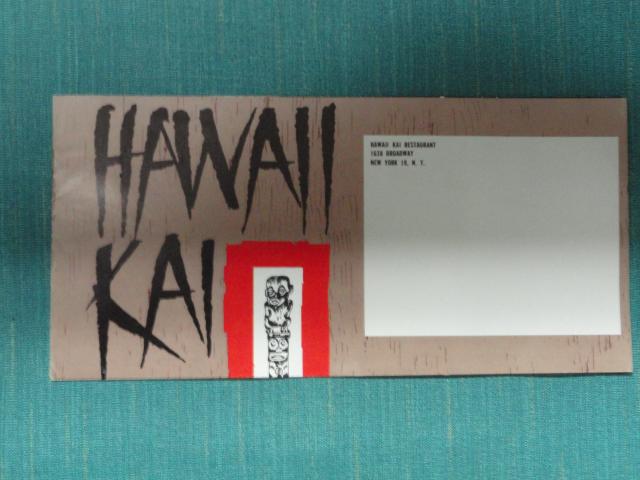 HAWAII
KAI
HAWAII KAI RESTAURANT
1638 BROADWAY
NEW YORK 19, N. Y.